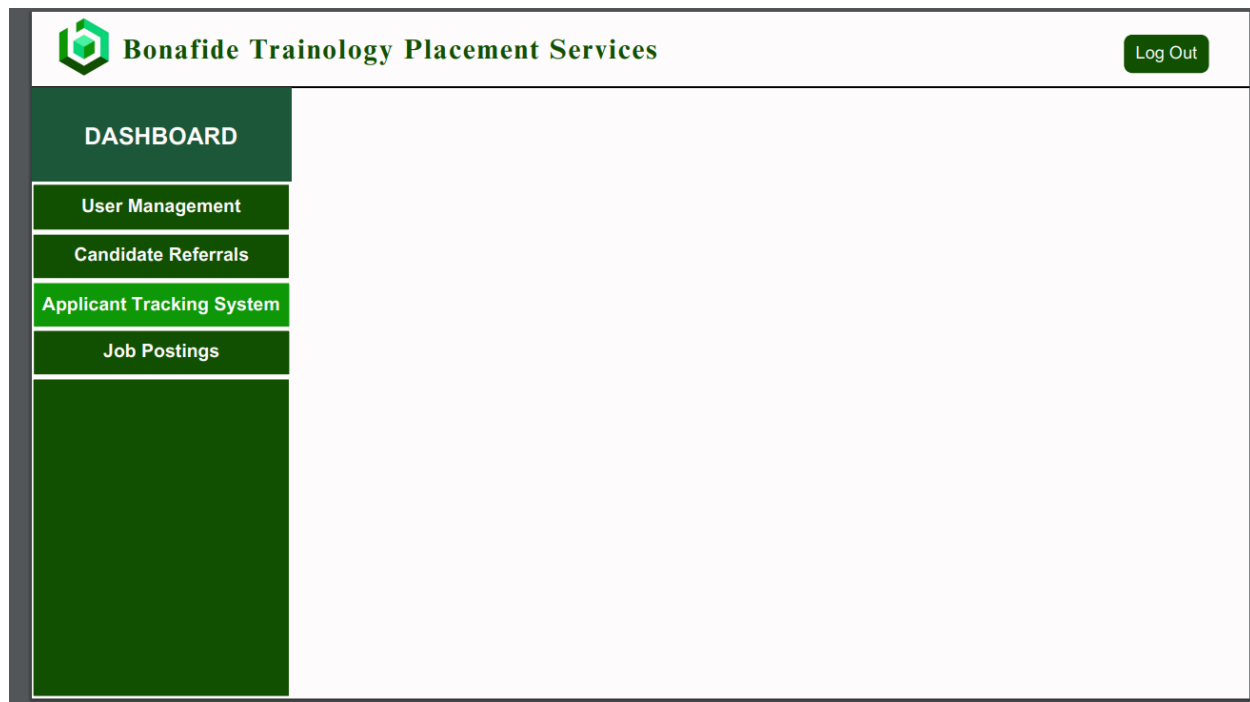 Bonafide Trainology Placement Services
Log Out
DASHBOARD
User Management
Candidate Referrals
Applicant Tracking System
Job Postings